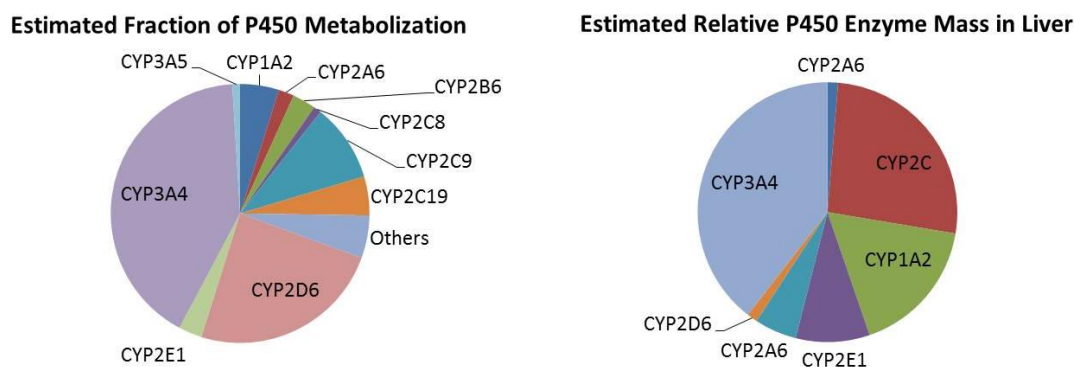 Estimated Fraction of P450 Metabolization
CYP3A5
CYP1A2
CYP2A6
CYP2B6
CYP2C8
CYP2C9
CYP2C19
Others
CYP2D6
CYP2E1
CYP3A4
Estimated Relative P450 Enzyme Mass in Liver
CYP2A6
CYP2C
CYP1A2
CYP2E1
CYP2A6
CYP2D6
CYP3A4